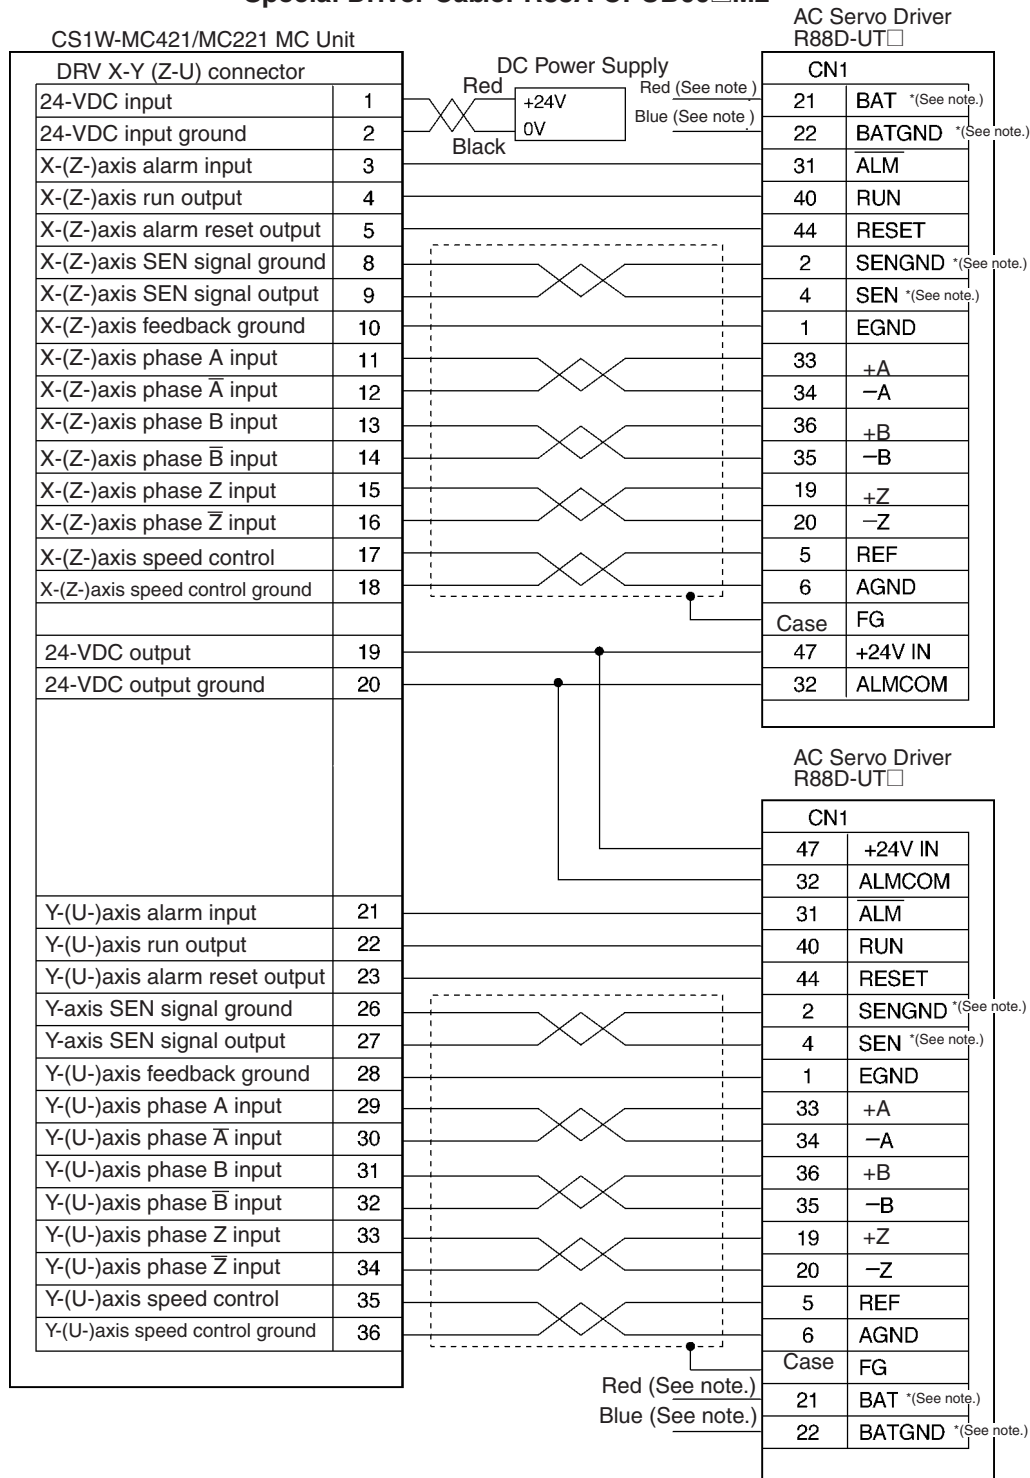 AC Servo Driver
R88D-UT□
CS1W-MC421/MC221 MC Unit
DRV X-Y (Z-U) connector
DC Power Supply
CN1
24-VDC input 1 Red +24V Red (See note ) 21 BAT *(See note.)
24-VDC input ground 2 Black 0V Blue (See note ) 22 BATGND *(See note.)
X-(Z-)axis alarm input 3 31 A̅L̅M̅
X-(Z-)axis run output 4 40 RUN
X-(Z-)axis alarm reset output 5 44 RESET
X-(Z-)axis SEN signal ground 8 2 SENGND *(See note.)
X-(Z-)axis SEN signal output 9 4 SEN *(See note.)
X-(Z-)axis feedback ground 10 1 EGND
X-(Z-)axis phase A input 11 33 +A
X-(Z-)axis phase A̅ input 12 34 −A
X-(Z-)axis phase B input 13 36 +B
X-(Z-)axis phase B̅ input 14 35 −B
X-(Z-)axis phase Z input 15 19 +Z
X-(Z-)axis phase Z̅ input 16 20 −Z
X-(Z-)axis speed control 17 5 REF
X-(Z-)axis speed control ground 18 6 AGND
Case FG
24-VDC output 19 47 +24V IN
24-VDC output ground 20 32 ALMCOM
AC Servo Driver
R88D-UT□
CN1
47 +24V IN
32 ALMCOM
Y-(U-)axis alarm input 21 31 A̅L̅M̅
Y-(U-)axis run output 22 40 RUN
Y-(U-)axis alarm reset output 23 44 RESET
Y-axis SEN signal ground 26 2 SENGND *(See note.)
Y-axis SEN signal output 27 4 SEN *(See note.)
Y-(U-)axis feedback ground 28 1 EGND
Y-(U-)axis phase A input 29 33 +A
Y-(U-)axis phase A̅ input 30 34 −A
Y-(U-)axis phase B input 31 36 +B
Y-(U-)axis phase B̅ input 32 35 −B
Y-(U-)axis phase Z input 33 19 +Z
Y-(U-)axis phase Z̅ input 34 20 −Z
Y-(U-)axis speed control 35 5 REF
Y-(U-)axis speed control ground 36 6 AGND
Case FG
Red (See note.) 21 BAT *(See note.)
Blue (See note.) 22 BATGND *(See note.)